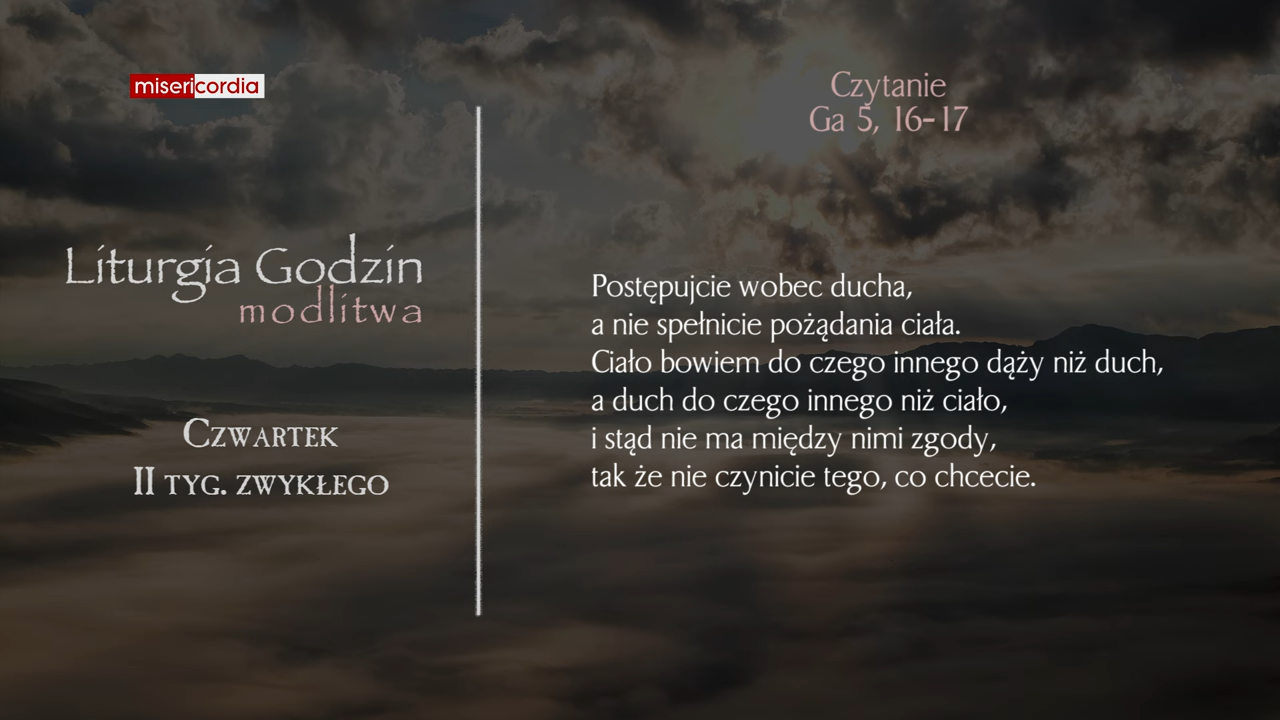 misericordia
Liturgia Godzin
modlitwa
Czwartek
II tyg. zwykłego
Czytanie
Ga 5, 16-17
Postępujcie wobec ducha,
a nie spełnicie pożądania ciała.
Ciało bowiem do czego innego dąży niż duch,
a duch do czego innego niż ciało,
i stąd nie ma między nimi zgody,
tak że nie czynicie tego, co chcecie.